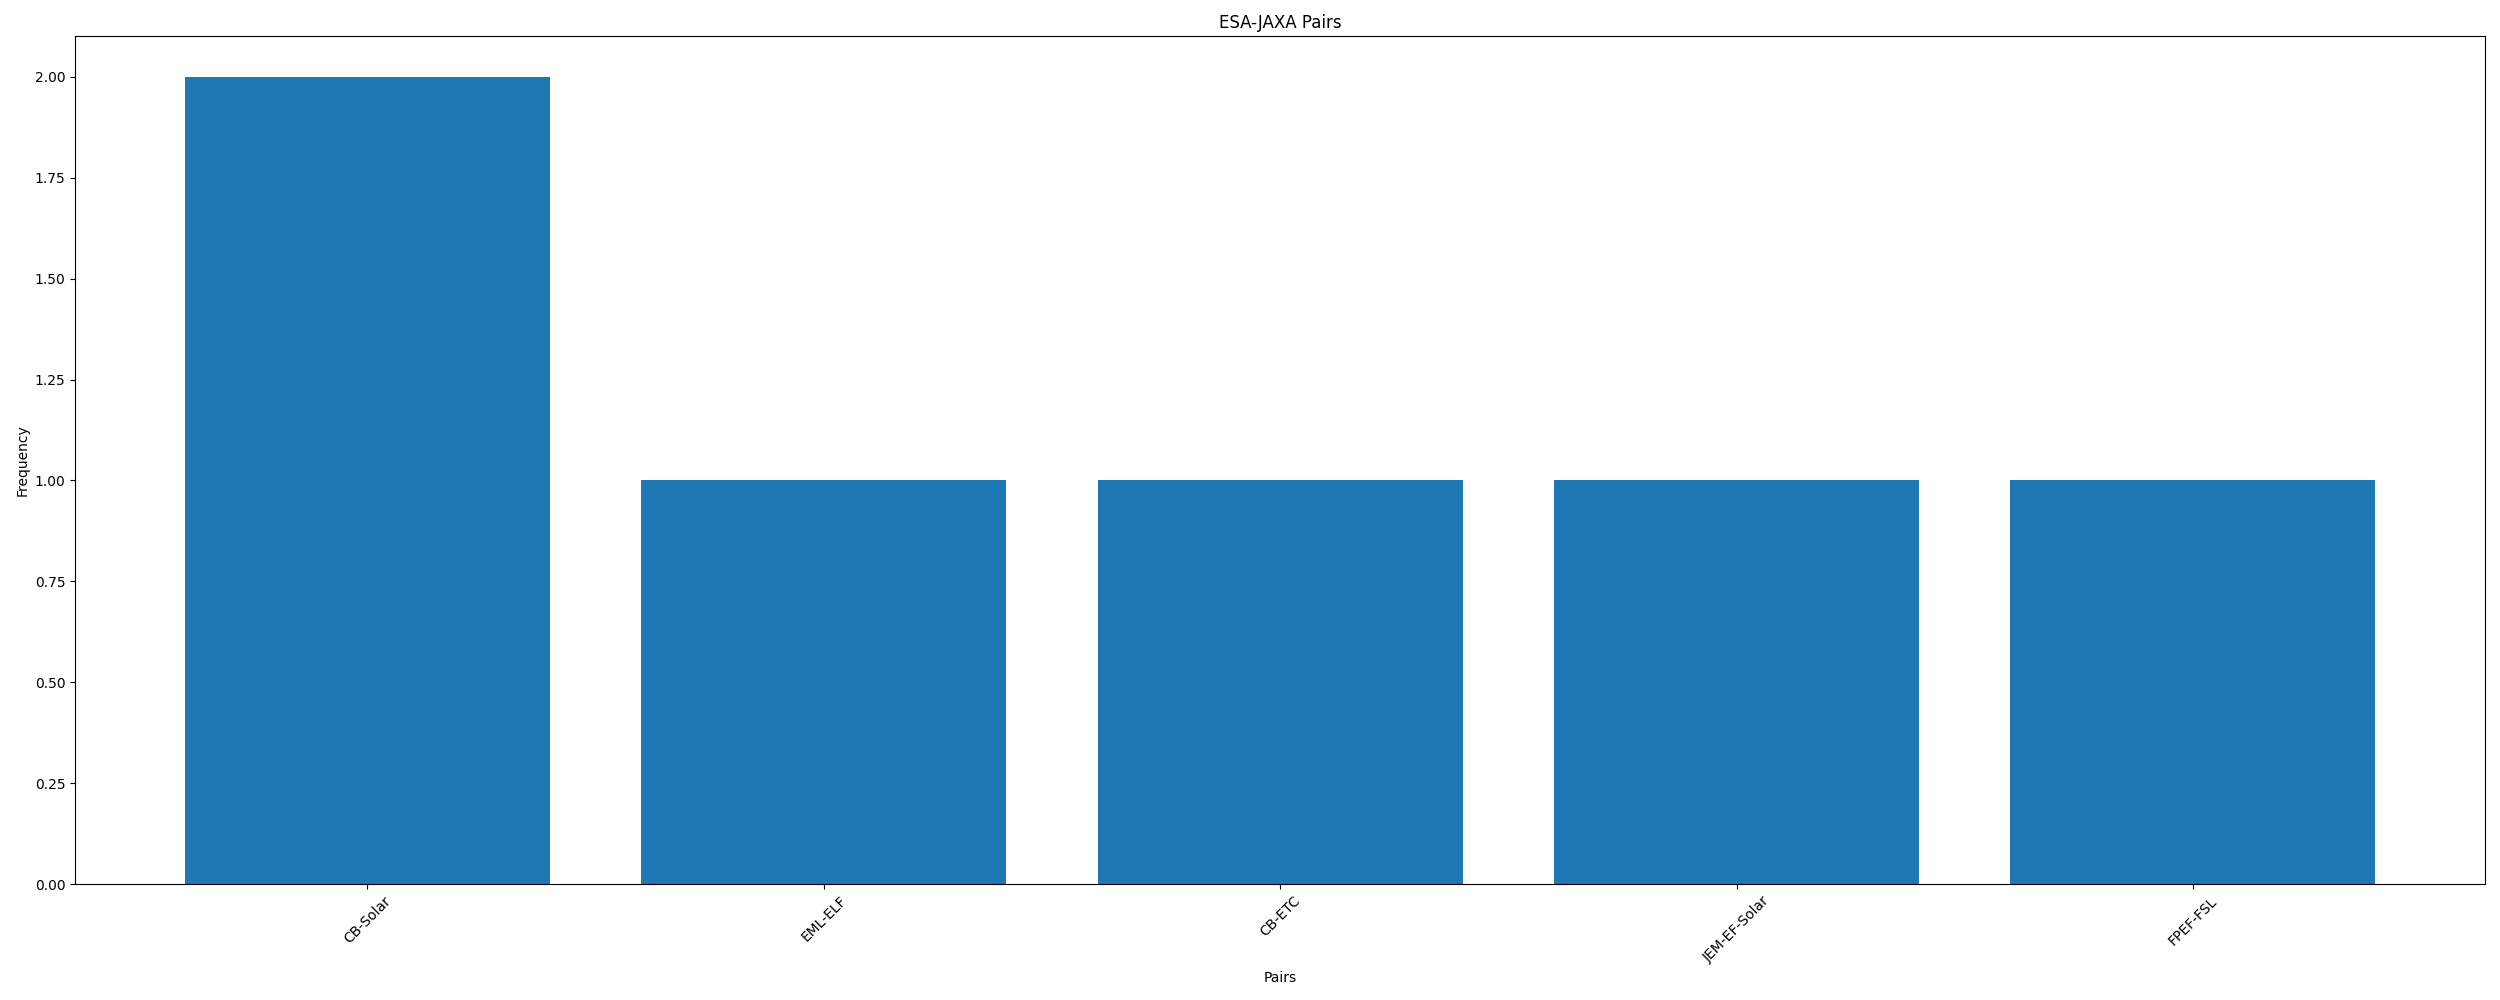 ESA-JAXA Pairs
2.00
1.75
1.50
1.25
1.00
0.75
0.50
0.25
0.00
Frequency
CB-Solar
EML-ELF
CB-ETC
JEM-EF-Solar
FPEF-FSL
Pairs